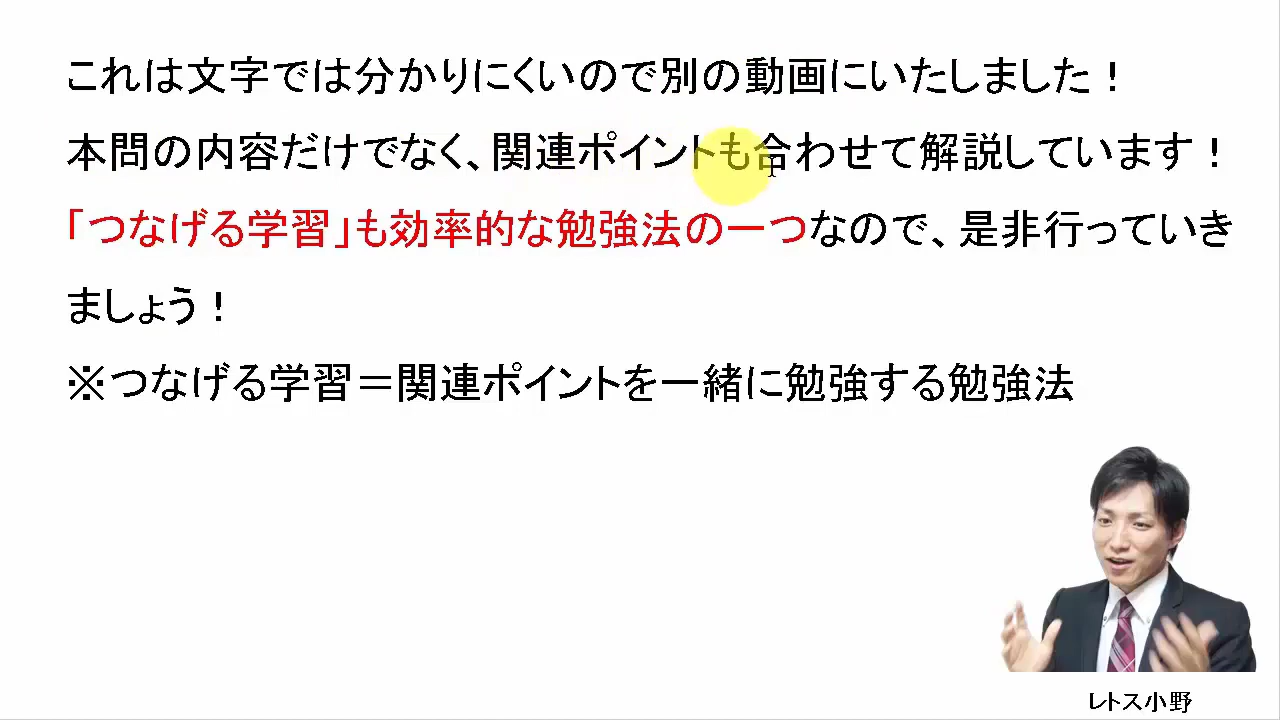 これは文字では分かりにくいので別の動画にいたしました！
本問の内容だけでなく、関連ポイントも合わせて解説しています！
「つなげる学習」も効率的な勉強法の一つなので、是非行っていき
ましょう！
※つなげる学習＝関連ポイントを一緒に勉強する勉強法
レトス小野